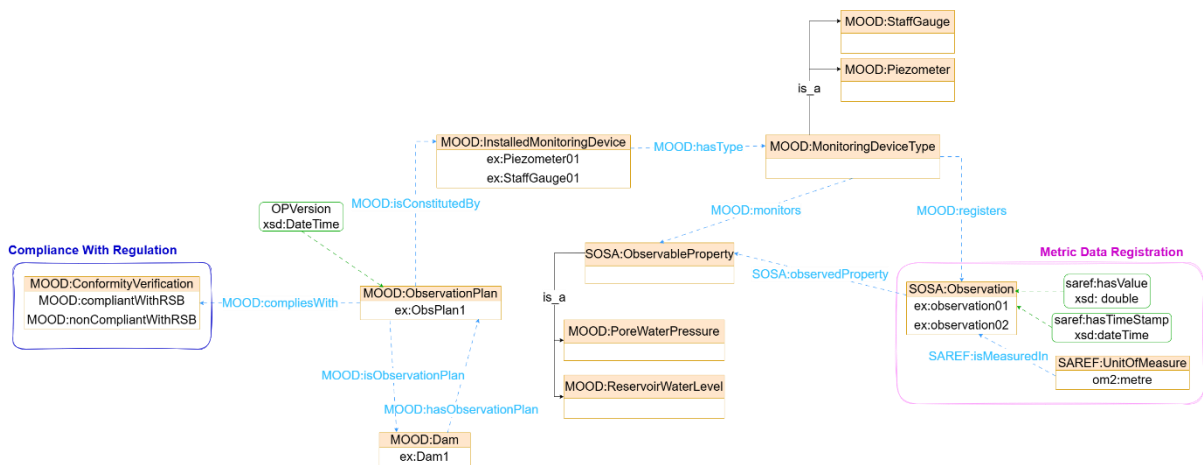 MOOD:StaffGauge
MOOD:Piezometer
is_a
MOOD:InstalledMonitoringDevice
ex:Piezometer01
ex:StaffGauge01
MOOD:hasType
MOOD:MonitoringDeviceType
MOOD:isConstitutedBy
OPVersion
xsd:DateTime
MOOD:monitors
MOOD:registers
Compliance With Regulation
MOOD:ConformityVerification
MOOD:compliantWithRSB
MOOD:nonCompliantWithRSB
MOOD:compliesWith
MOOD:ObservationPlan
ex:ObsPlan1
SOSA:ObservableProperty
SOSA:observedProperty
is_a
Metric Data Registration
SOSA:Observation
ex:observation01
ex:observation02
saref:hasValue
xsd: double
saref:hasTimeStamp
xsd:dateTime
SAREF:isMeasuredIn
SAREF:UnitOfMeasure
om2:metre
MOOD:PoreWaterPressure
MOOD:ReservoirWaterLevel
MOOD:isObservationPlan
MOOD:hasObservationPlan
MOOD:Dam
ex:Dam1